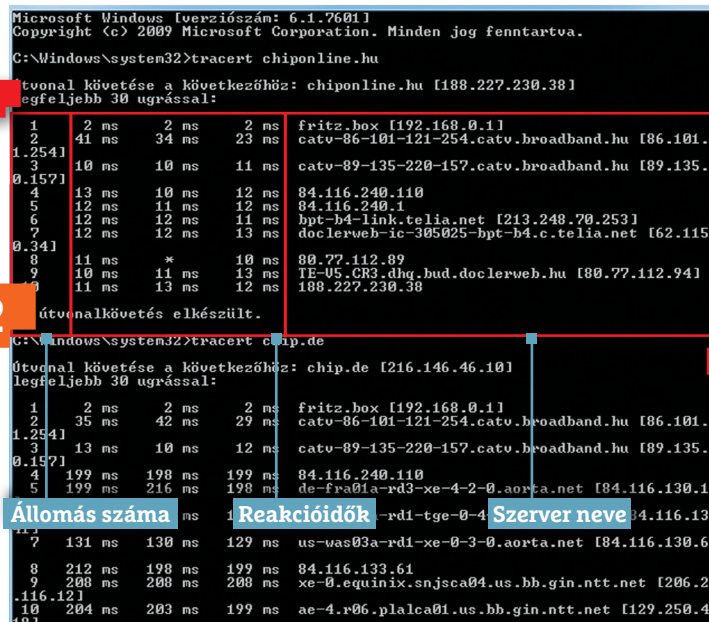 Microsoft Windows [verziószám: 6.1.7601]
Copyright (c) 2009 Microsoft Corporation. Minden jog fenntartva.
C:\Windows\system32>tracert chiponline.hu
Útvonal követése a következőhöz: chiponline.hu [188.227.230.38]
legfeljebb 30 ugrással:
1 2 ms 2 ms 2 ms fritz.box [192.168.0.1]
2 41 ms 34 ms 23 ms catv-86-101-121-254.catv.broadband.hu [86.101.
1.254]
3 10 ms 10 ms 11 ms catv-89-135-220-157.catv.broadband.hu [89.135.
0.157]
4 13 ms 10 ms 12 ms 84.116.240.110
5 12 ms 11 ms 12 ms 84.116.240.1
6 12 ms 12 ms 11 ms bpt-b4-link.telia.net [213.248.70.253]
7 12 ms 12 ms 13 ms doclerweb-ic-305025-bpt-b4.c.telia.net [62.115
0.34]
8 11 ms * 10 ms 80.77.112.89
9 10 ms 11 ms 13 ms TE-V5.CR3.dhq.bud.doclerweb.hu [80.77.112.94]
10 11 ms 13 ms 12 ms 188.227.230.38
2
útvonalkövetés elkészült.
C:\Windows\system32>tracert chip.de
Útvonal követése a következőhöz: chip.de [216.146.46.10]
legfeljebb 30 ugrással:
1 2 ms 2 ms 2 ms fritz.box [192.168.0.1]
2 35 ms 42 ms 29 ms catv-86-101-121-254.catv.broadband.hu [86.101.
1.254]
3 13 ms 10 ms 12 ms catv-89-135-220-157.catv.broadband.hu [89.135.
0.157]
4 199 ms 198 ms 199 ms 84.116.240.110
5 199 ms 216 ms 198 ms de-fra01a-rd3-xe-4-2-0.aorta.net [84.116.130.1
Állomás száma
ms
Reakcióidők
-rd1-tge-0-4
Szerver neve
84.116.13
7 131 ms 130 ms 129 ms us-was03a-rd1-xe-0-3-0.aorta.net [84.116.130.6
8 212 ms 198 ms 199 ms 84.116.133.61
9 208 ms 208 ms 208 ms xe-0.equinix.snjsca04.us.bb.gin.ntt.net [206.2
.116.12]
10 204 ms 203 ms 199 ms ae-4.r06.plalca01.us.bb.gin.ntt.net [129.250.4